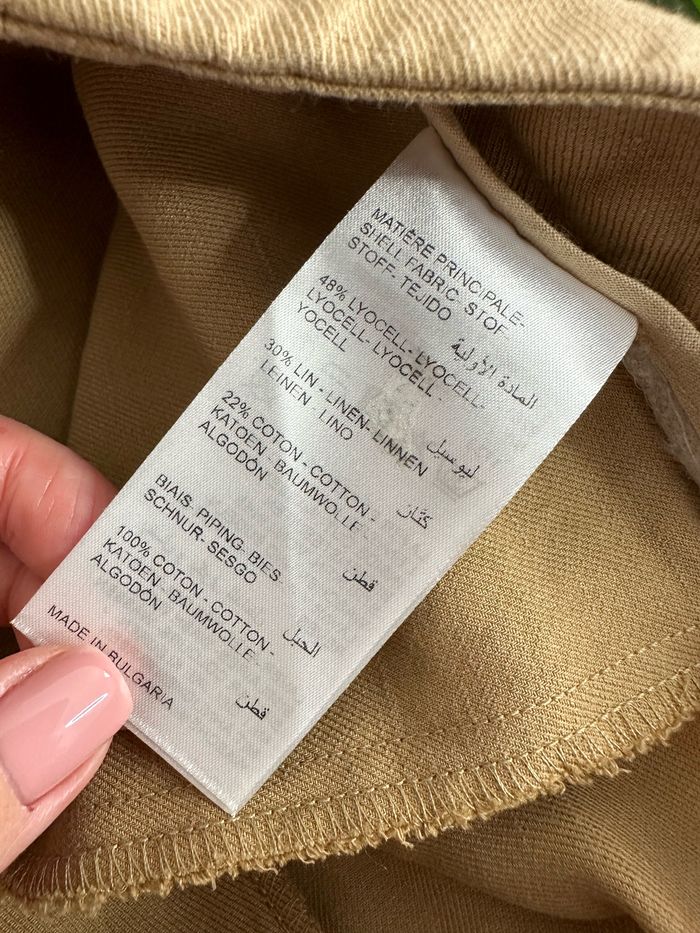 MATIÈRE PRINCIPALE-
SHELL FABRIC- STOF-
STOFF- TEJIDO
المادة الأولية
48% LYOCELL- LYOCELL-
LYOCELL- LYOCELL -
YOCELL
ليوسيل
30% LIN - LINEN- LINNEN
LEINEN - LINO
كتّان
22% COTON - COTTON -
KATOEN - BAUMWOLLE
ALGODÓN
قطن
BIAIS- PIPING- BIES-
SCHNUR- SESGO
الحبل
100% COTON - COTTON-
KATOEN - BAUMWOLLE-
ALGODÓN
قطن
MADE IN BULGARIA